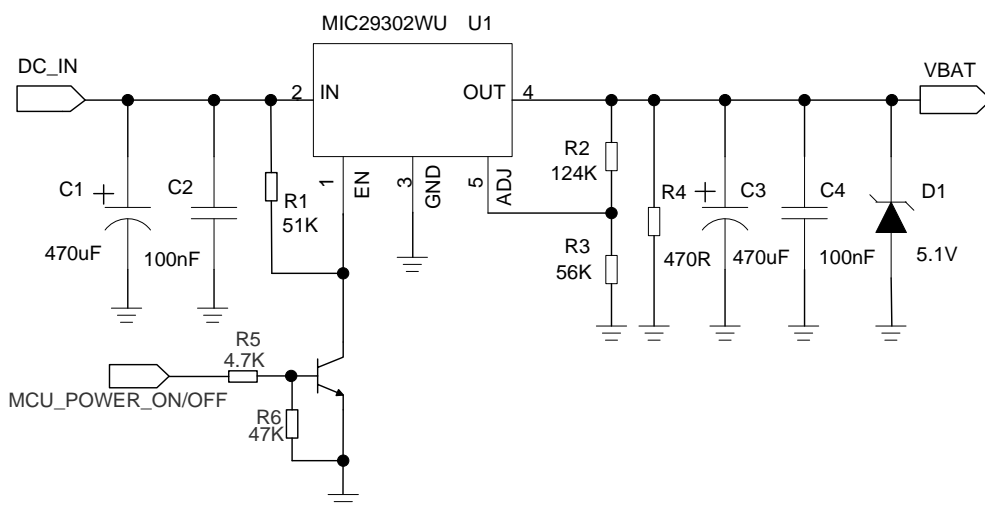 MIC29302WU U1
DC_IN
VBAT
2 IN
OUT 4
1
EN
3
GND
5
ADJ
C1
+
470uF
C2
100nF
R1
51K
R2
124K
R3
56K
R4
470R
+
C3
470uF
C4
100nF
D1
5.1V
R5
4.7K
MCU_POWER_ON/OFF
R6
47K